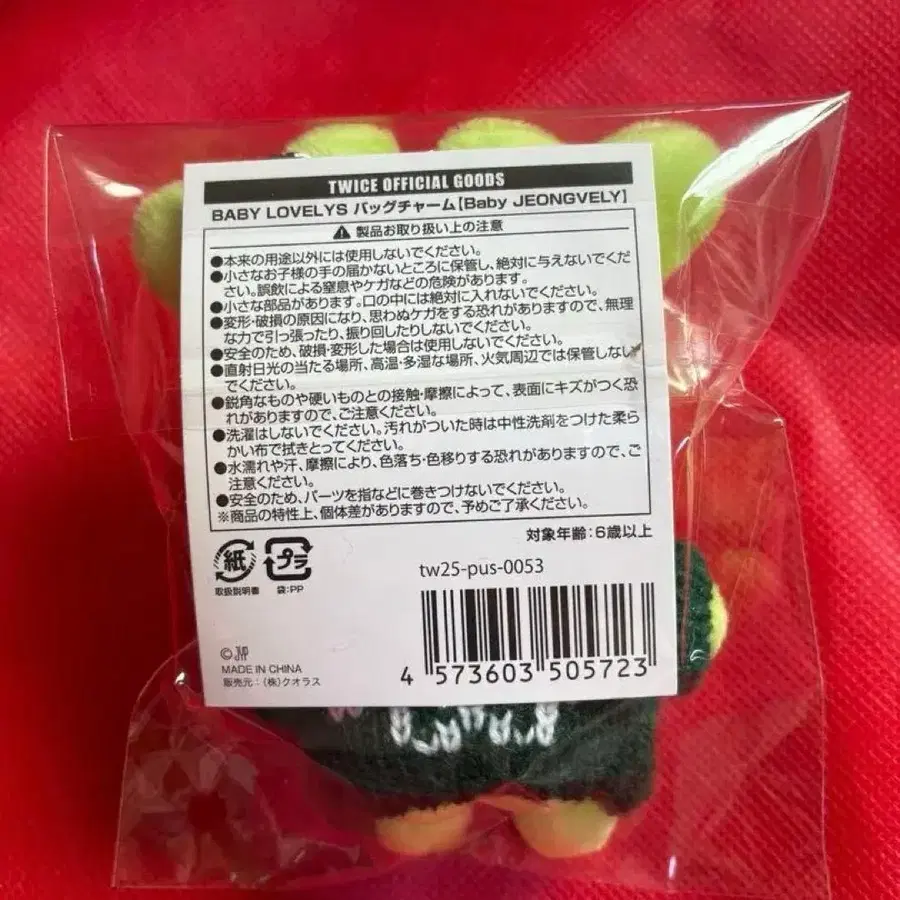 TWICE OFFICIAL GOODS
BABY LOVELYS バッグチャーム【Baby JEONGVELY】
製品お取り扱い上の注意
●本来の用途以外には使用しないでください。
●小さなお子様の手の届かないところに保管し、絶対に与えないでくだ
さい。誤飲による窒息やケガなどの危険があります。
●小さな部品があります。口の中には絶対に入れないでください。
●変形・破損の原因になり、思わぬケガをする恐れがありますので、無理
な力で引っ張ったり、振り回したりしないでください。
●安全のため、破損・変形した場合は使用しないでください。
●直射日光の当たる場所、高温・多湿な場所、火気周辺では保管しない
でください。
●鋭角なものや硬いものとの接触・摩擦によって、表面にキズがつく恐
れがありますので、ご注意ください。
●洗濯はしないでください。汚れがついた時は中性洗剤をつけた柔ら
かい布で拭きとってください。
●水濡れや汗、摩擦により、色落ち・色移りする恐れがありますので、ご
注意ください。
●安全のため、パーツを指などに巻きつけないでください。
※商品の特性上、個体差がありますので、予めご了承ください。
対象年齢:6歳以上
紙
プラ
取扱説明書
袋:PP
tw25-pus-0053
© JYP
MADE IN CHINA
販売元:(株)クオラス
4 573603 505723